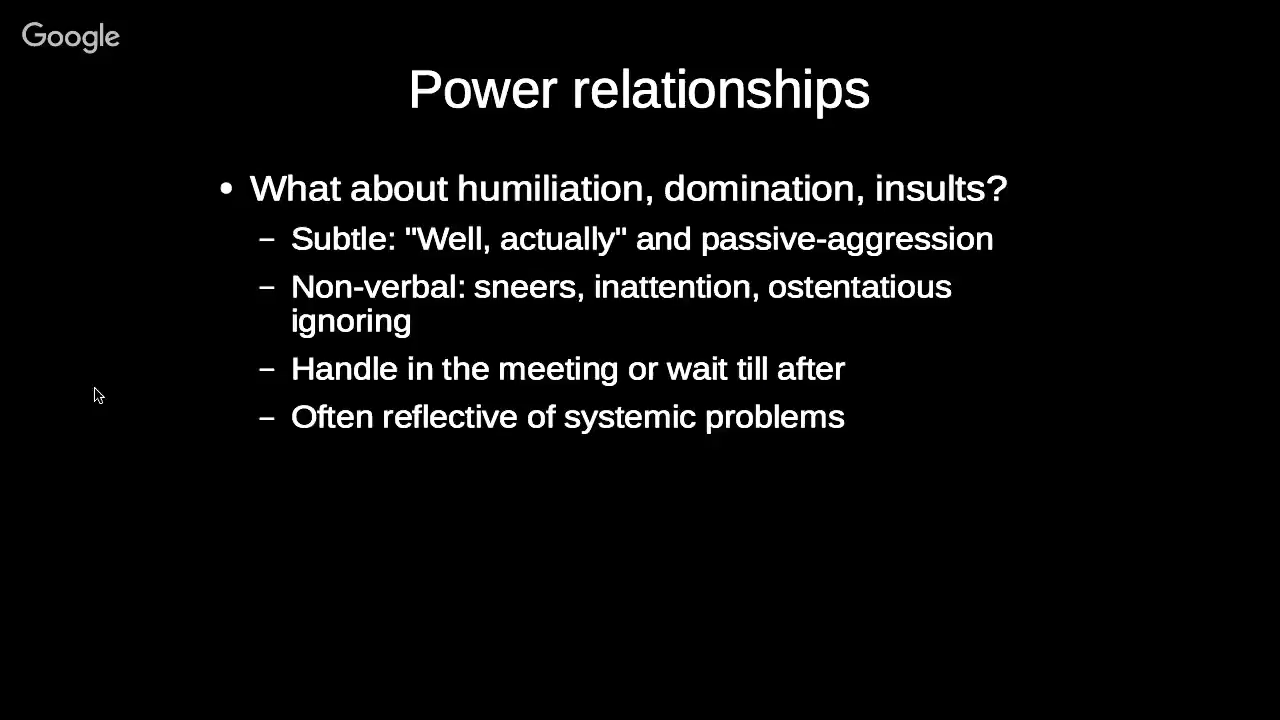 Google
Power relationships
• What about humiliation, domination, insults?
– Subtle: "Well, actually" and passive-aggression
– Non-verbal: sneers, inattention, ostentatious
ignoring
– Handle in the meeting or wait till after
– Often reflective of systemic problems